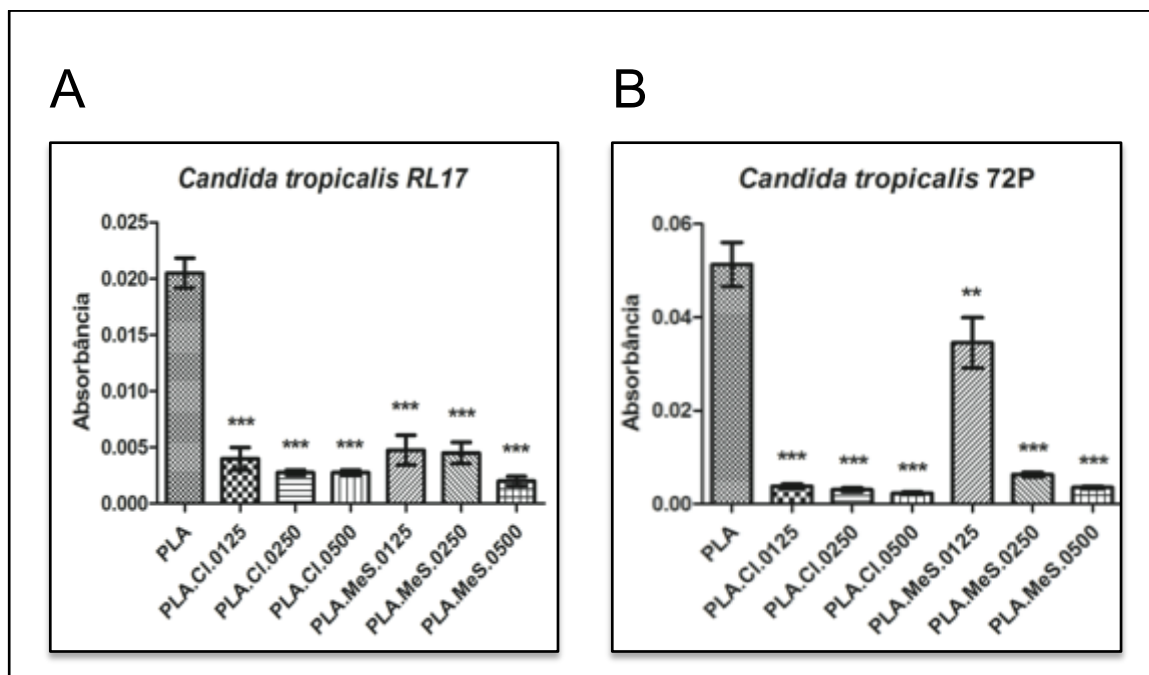 A
Candida tropicalis RL17
Absorbância
0.025
0.020
0.015
0.010
0.005
0.000
***
***
***
***
***
***
PLA
PLA.Cl.0125
PLA.Cl.0250
PLA.Cl.0500
PLA.MeS.0125
PLA.MeS.0250
PLA.MeS.0500
B
Candida tropicalis 72P
Absorbância
0.06
0.04
0.02
0.00
***
***
***
**
***
***
PLA
PLA.Cl.0125
PLA.Cl.0250
PLA.Cl.0500
PLA.MeS.0125
PLA.MeS.0250
PLA.MeS.0500